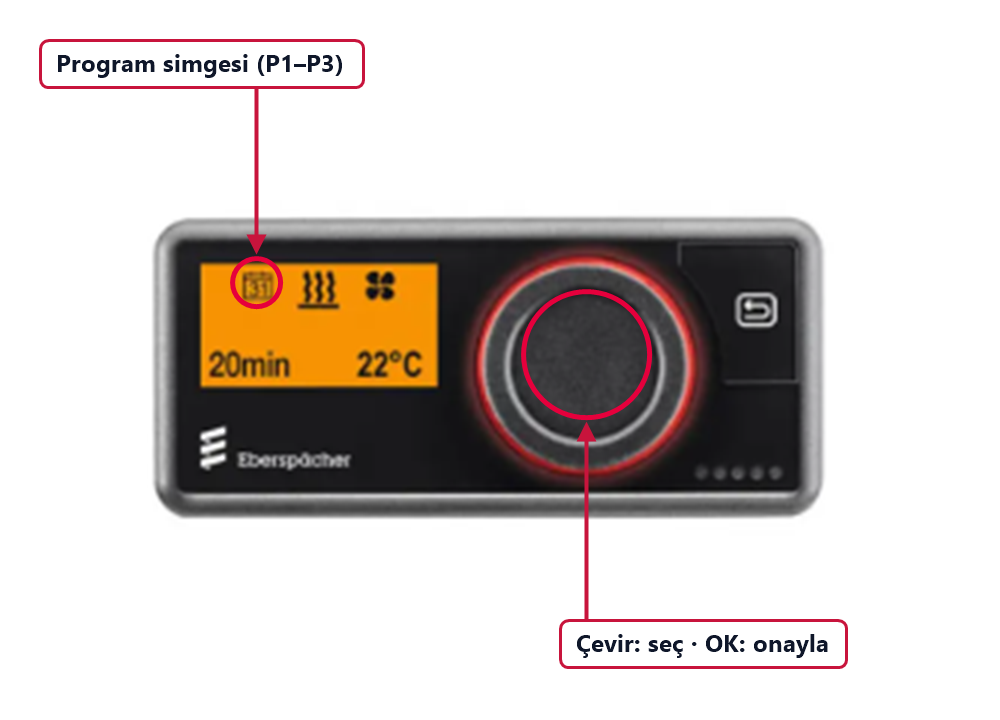 Program simgesi (P1–P3)
31
20min 22°C
Eberspächer
Çevir: seç · OK: onayla